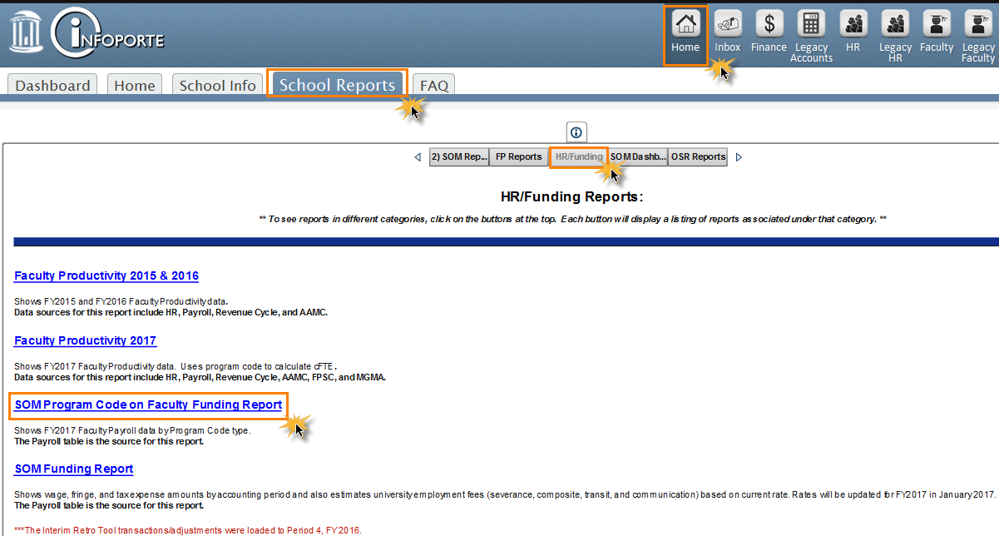 INFOPORTE
Home
Inbox
Finance
Legacy
Accounts
HR
Legacy
HR
Faculty
Legacy
Faculty
Dashboard
Home
School Info
School Reports
FAQ
2) SOM Rep...
FP Reports
HR/Funding
SOM Dashb...
OSR Reports
HR/Funding Reports:
** To see reports in different categories, click on the buttons at the top. Each button will display a listing of reports associated under that category. **
Faculty Productivity 2015 & 2016
Shows FY2015 and FY2016 Faculty Productivity data.
Data sources for this report include HR, Payroll, Revenue Cycle, and AAMC.
Faculty Productivity 2017
Shows FY2017 Faculty Productivity data. Uses program code to calculate cFTE.
Data sources for this report include HR, Payroll, Revenue Cycle, AAMC, FPSC, and MGMA.
SOM Program Code on Faculty Funding Report
Shows FY2017 Faculty Payroll data by Program Code type.
The Payroll table is the source for this report.
SOM Funding Report
Shows wage, fringe, and tax expense amounts by accounting period and also estimates university employment fees (severance, composite, transit, and communication) based on current rate. Rates will be updated for FY2017 in January 2017.
The Payroll table is the source for this report.
***The Interim Retro Tool transactions/adjustments were loaded to Period 4, FY 2016.